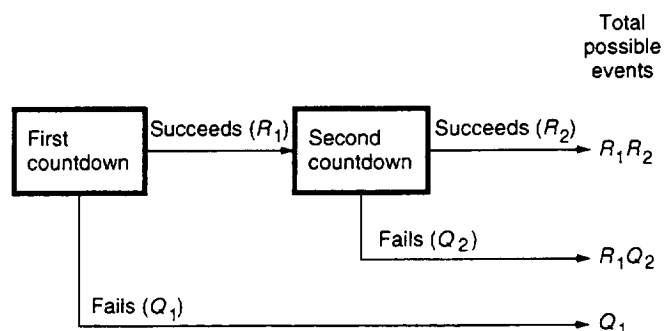 Total
possible
events
First
countdown
Succeeds (R₁)
Second
countdown
Succeeds (R₂)
R₁R₂
Fails (Q₂)
R₁Q₂
Fails (Q₁)
Q₁